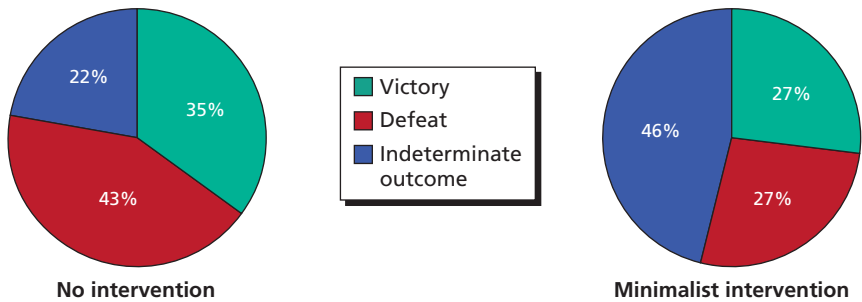 22%
35%
43%
No intervention
Victory
Defeat
Indeterminate
outcome
27%
46%
27%
Minimalist intervention